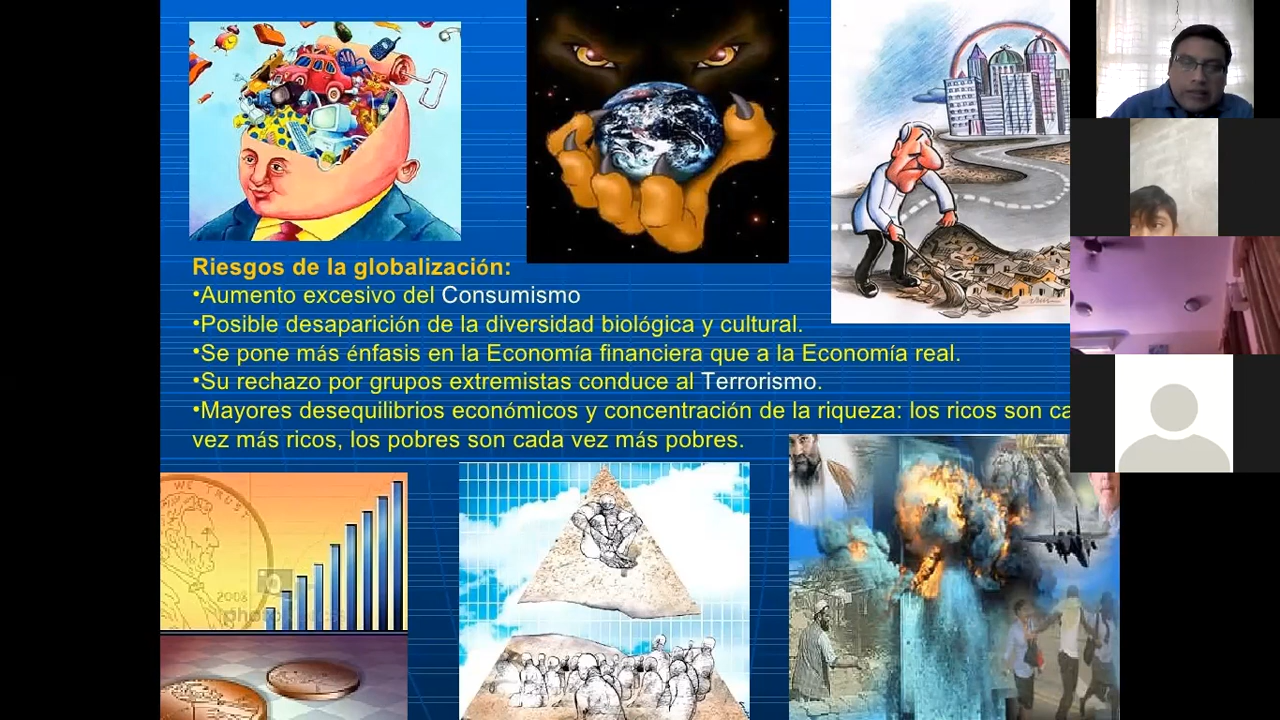 Riesgos de la globalización:
•Aumento excesivo del Consumismo
•Posible desaparición de la diversidad biológica y cultural.
•Se pone más énfasis en la Economía financiera que a la Economía real.
•Su rechazo por grupos extremistas conduce al Terrorismo.
•Mayores desequilibrios económicos y concentración de la riqueza: los ricos son ca
vez más ricos, los pobres son cada vez más pobres.
WE
2008